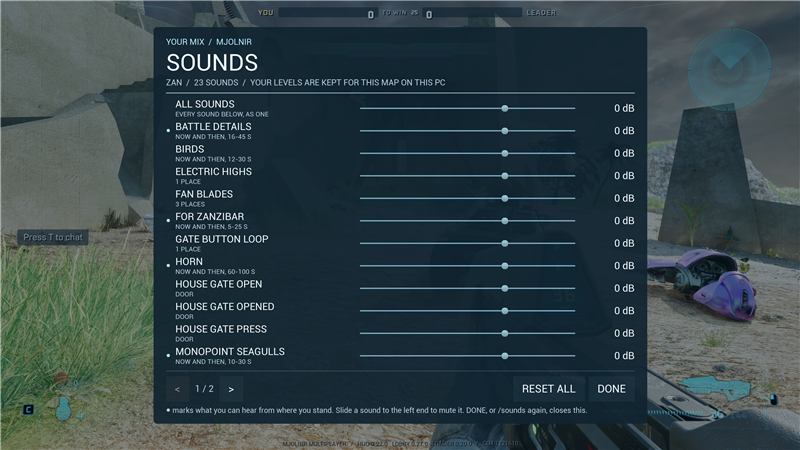 YOU
0 TO WIN 25 0
LEADER
YOUR MIX / MJOLNIR
SOUNDS
ZAN / 23 SOUNDS / YOUR LEVELS ARE KEPT FOR THIS MAP ON THIS PC
ALL SOUNDS 0 dB
EVERY SOUND BELOW, AS ONE
• BATTLE DETAILS 0 dB
NOW AND THEN, 16-45 S
BIRDS 0 dB
NOW AND THEN, 12-30 S
ELECTRIC HIGHS 0 dB
1 PLACE
FAN BLADES 0 dB
3 PLACES
• FOR ZANZIBAR 0 dB
NOW AND THEN, 5-25 S
GATE BUTTON LOOP 0 dB
1 PLACE
• HORN 0 dB
NOW AND THEN, 60-100 S
HOUSE GATE OPEN 0 dB
DOOR
HOUSE GATE OPENED 0 dB
DOOR
HOUSE GATE PRESS 0 dB
DOOR
• MONOPOINT SEAGULLS 0 dB
NOW AND THEN, 10-30 S
Press T to chat
< 1 / 2 > RESET ALL DONE
• marks what you can hear from where you stand. Slide a sound to the left end to mute it. DONE, or /sounds again, closes this.
C
MJOLNIR MULTIPLAYER